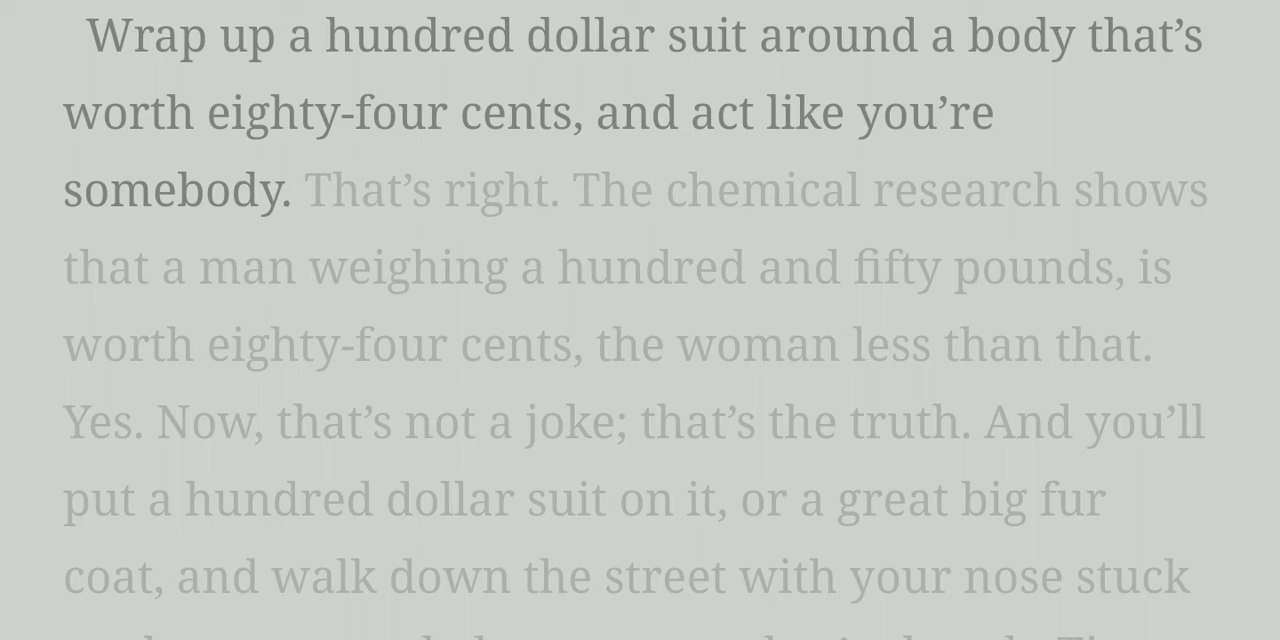 Wrap up a hundred dollar suit around a body that’s
worth eighty-four cents, and act like you’re
somebody. That’s right. The chemical research shows
that a man weighing a hundred and fifty pounds, is
worth eighty-four cents, the woman less than that.
Yes. Now, that’s not a joke; that’s the truth. And you’ll
put a hundred dollar suit on it, or a great big fur
coat, and walk down the street with your nose stuck